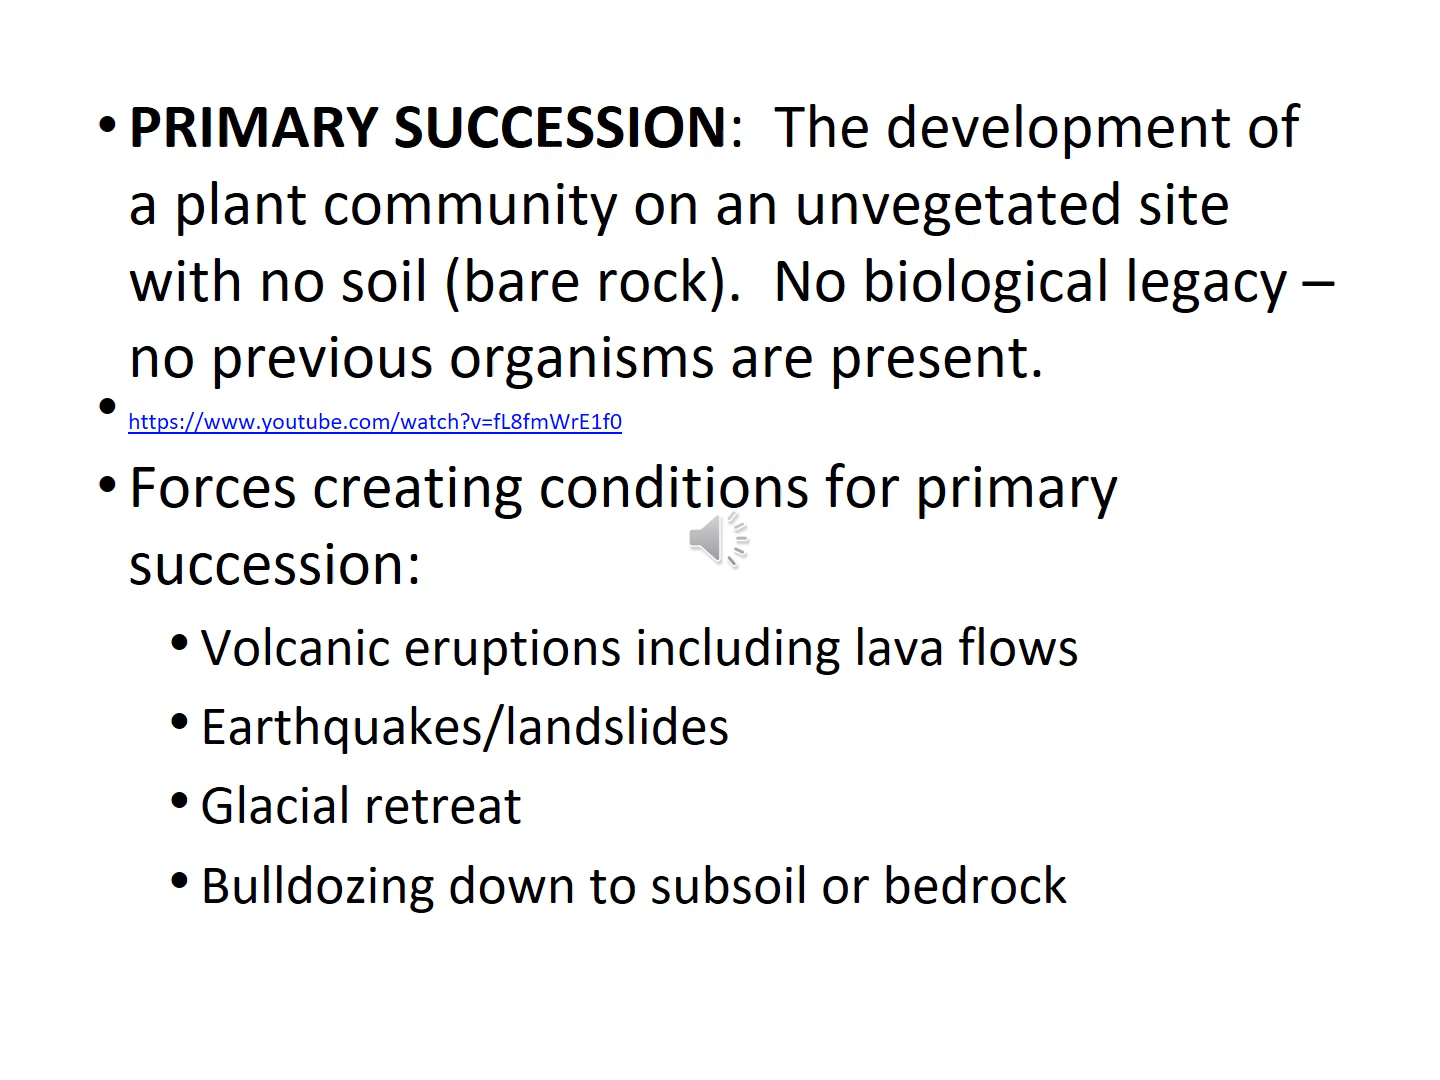 • PRIMARY SUCCESSION:  The development of
a plant community on an unvegetated site
with no soil (bare rock).  No biological legacy –
no previous organisms are present.
• https://www.youtube.com/watch?v=fL8fmWrE1f0
• Forces creating conditions for primary
succession:
• Volcanic eruptions including lava flows
• Earthquakes/landslides
• Glacial retreat
• Bulldozing down to subsoil or bedrock